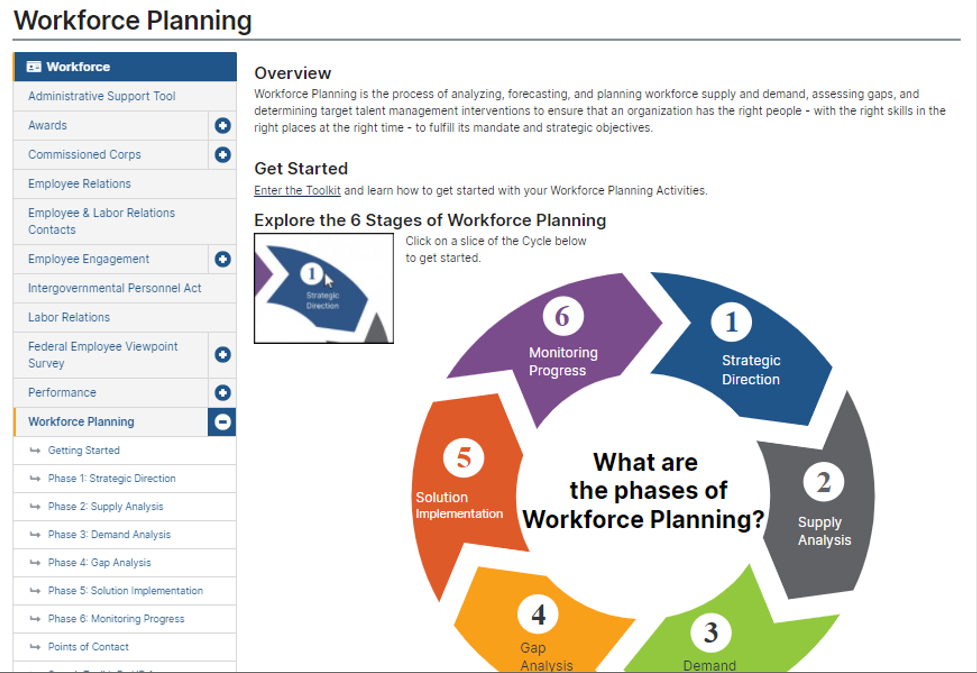 Workforce Planning
Workforce
Administrative Support Tool
Awards
Commissioned Corps
Employee Relations
Employee & Labor Relations
Contacts
Employee Engagement
Intergovernmental Personnel Act
Labor Relations
Federal Employee Viewpoint
Survey
Performance
Workforce Planning
Getting Started
Phase 1: Strategic Direction
Phase 2: Supply Analysis
Phase 3: Demand Analysis
Phase 4: Gap Analysis
Phase 5: Solution Implementation
Phase 6: Monitoring Progress
Points of Contact
Overview
Workforce Planning is the process of analyzing, forecasting, and planning workforce supply and demand, assessing gaps, and
determining target talent management interventions to ensure that an organization has the right people - with the right skills in the
right places at the right time - to fulfill its mandate and strategic objectives.
Get Started
Enter the Toolkit and learn how to get started with your Workforce Planning Activities.
Explore the 6 Stages of Workforce Planning
1
Strategic
Direction
Click on a slice of the Cycle below
to get started.
1
Strategic
Direction
2
Supply
Analysis
3
Demand
4
Gap
Analysis
5
Solution
Implementation
6
Monitoring
Progress
What are
the phases of
Workforce Planning?